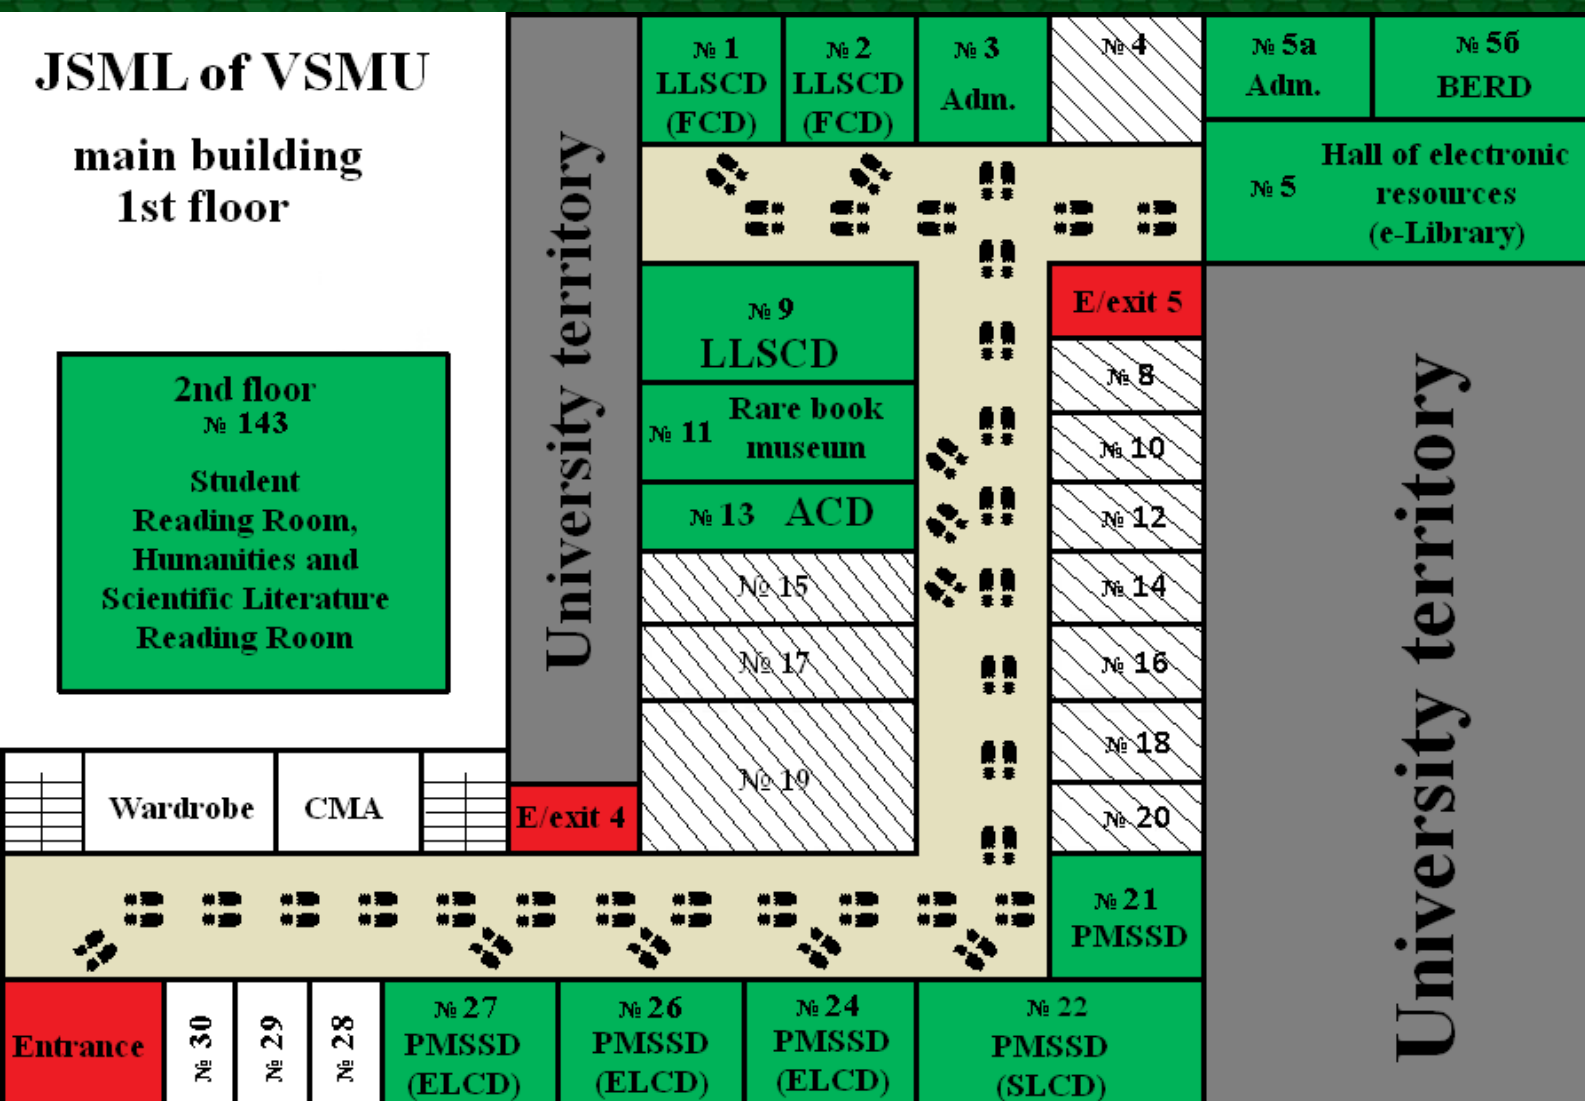 JSML of VSMU
main building
1st floor
2nd floor
№ 143
Student
Reading Room,
Humanities and
Scientific Literature
Reading Room
University territory
№ 1
LLSCD
(FCD)
№ 2
LLSCD
(FCD)
№ 3
Adm.
№ 4
№ 5a
Adm.
№ 5б
BERD
№ 5
Hall of electronic
resources
(e-Library)
№ 9
LLSCD
№ 11
Rare book
museum
№ 13 ACD
№ 15
№ 17
№ 19
E/exit 5
№ 8
№ 10
№ 12
№ 14
№ 16
№ 18
№ 20
№ 21
PMSSD
University territory
Wardrobe
CMA
E/exit 4
Entrance
№ 30
№ 29
№ 28
№ 27
PMSSD
(ELCD)
№ 26
PMSSD
(ELCD)
№ 24
PMSSD
(ELCD)
№ 22
PMSSD
(SLCD)